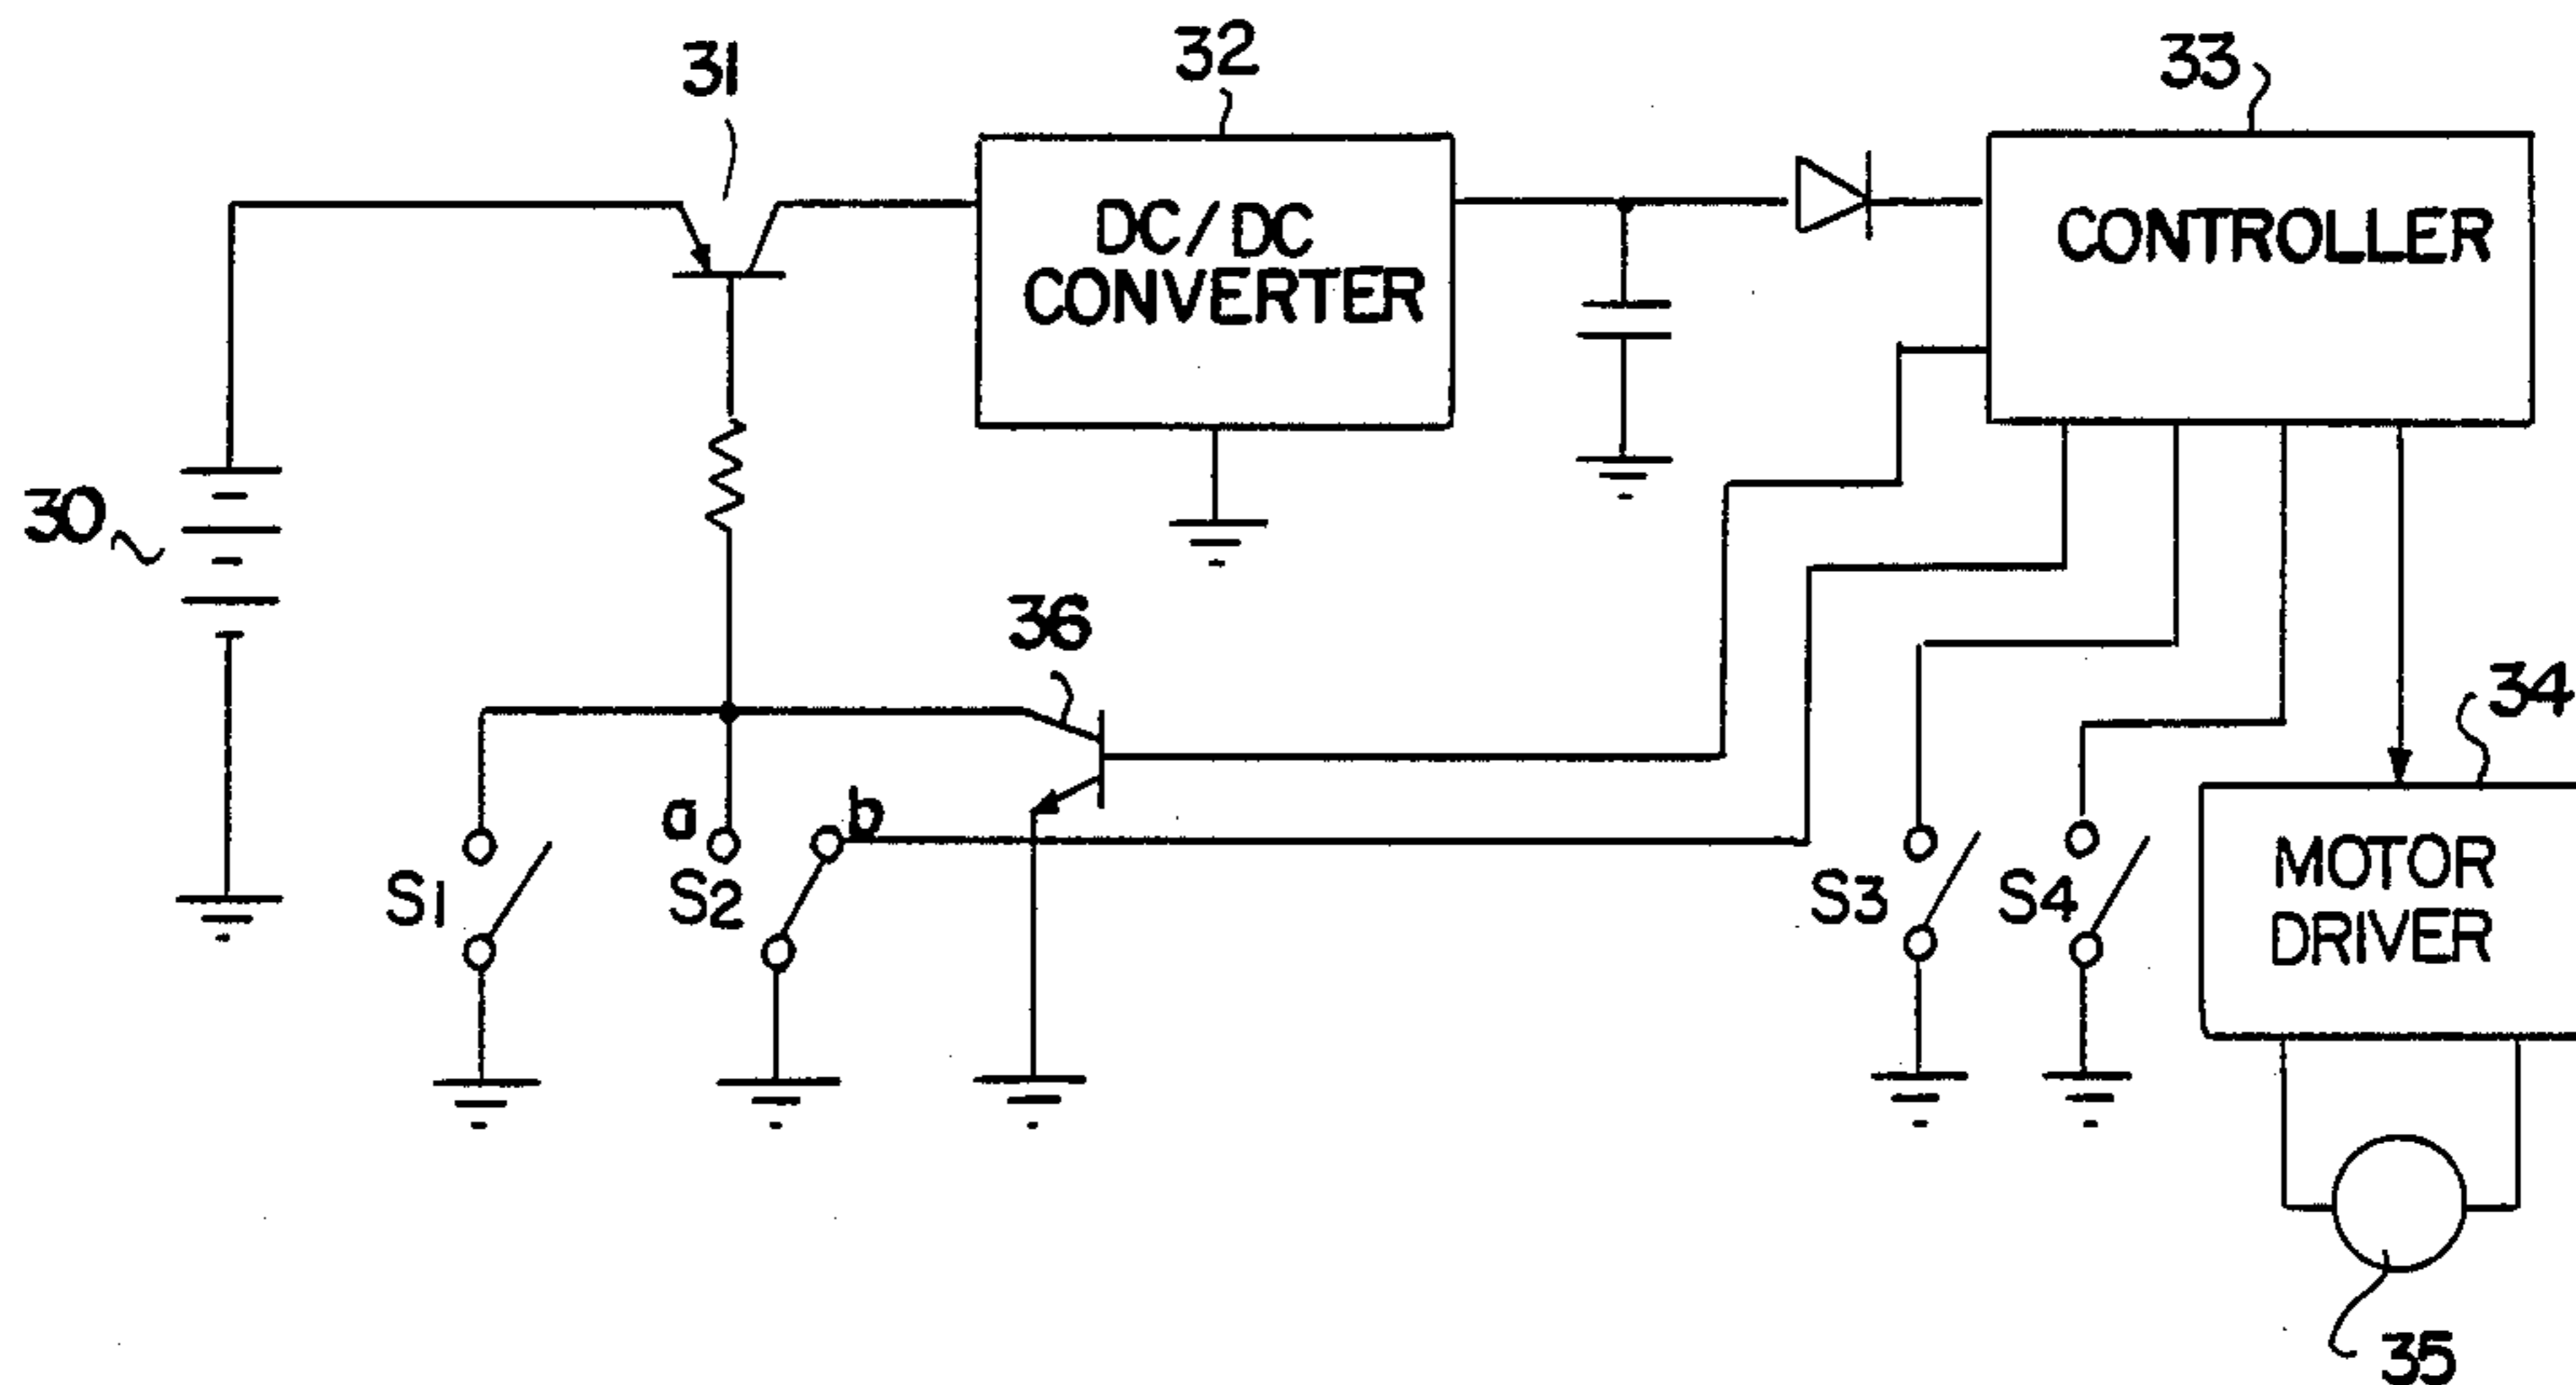 31
32
33
DC/DC
CONVERTER
CONTROLLER
30
36
34
a
b
S1
S2
S3
S4
MOTOR
DRIVER
35